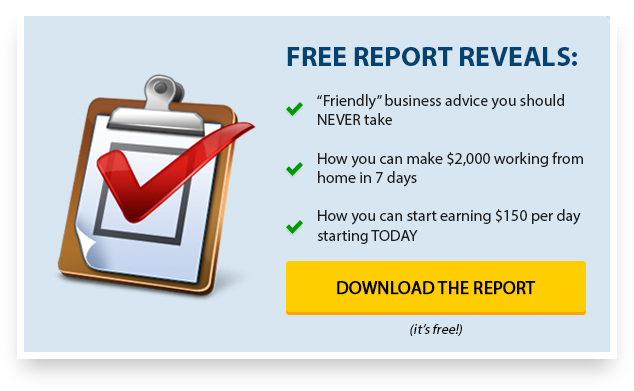 FREE REPORT REVEALS:
“Friendly” business advice you should
NEVER take
How you can make $2,000 working from
home in 7 days
How you can start earning $150 per day
starting TODAY
DOWNLOAD THE REPORT
(it’s free!)